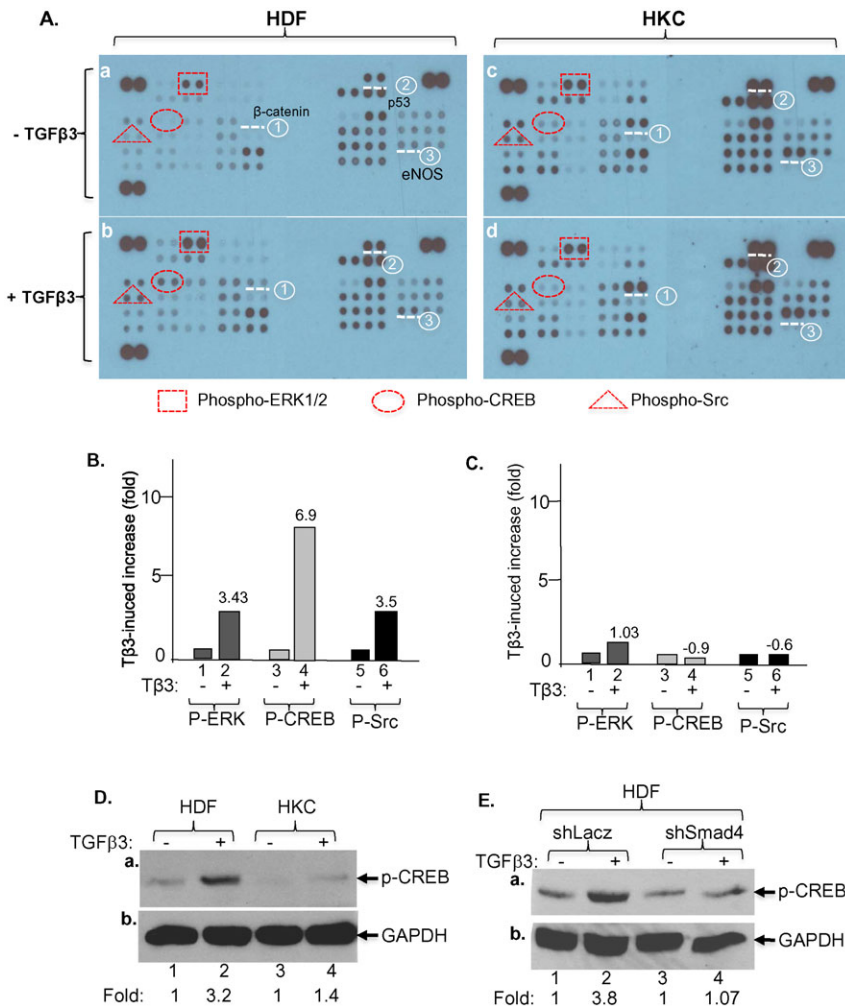 A.
HDF
HKC
- TGFβ3
+ TGFβ3
a
β-catenin
1
2
p53
3
eNOS
c
1
2
3
b
1
2
3
d
1
2
3
Phospho-ERK1/2
Phospho-CREB
Phospho-Src
B.
Tβ3-inuced increase (fold)
10
5
0
3.43
6.9
3.5
1 2 3 4 5 6
Tβ3: - + - + - +
P-ERK P-CREB P-Src
C.
Tβ3-inuced increase (fold)
10
5
0
1.03
-0.9
-0.6
1 2 3 4 5 6
Tβ3: - + - + - +
P-ERK P-CREB P-Src
D.
HDF HKC
TGFβ3: - + - +
a.
p-CREB
b.
GAPDH
1 2 3 4
Fold: 1 3.2 1 1.4
E.
HDF
shLacz shSmad4
TGFβ3: - + - +
a.
p-CREB
b.
GAPDH
1 2 3 4
Fold: 1 3.8 1 1.07